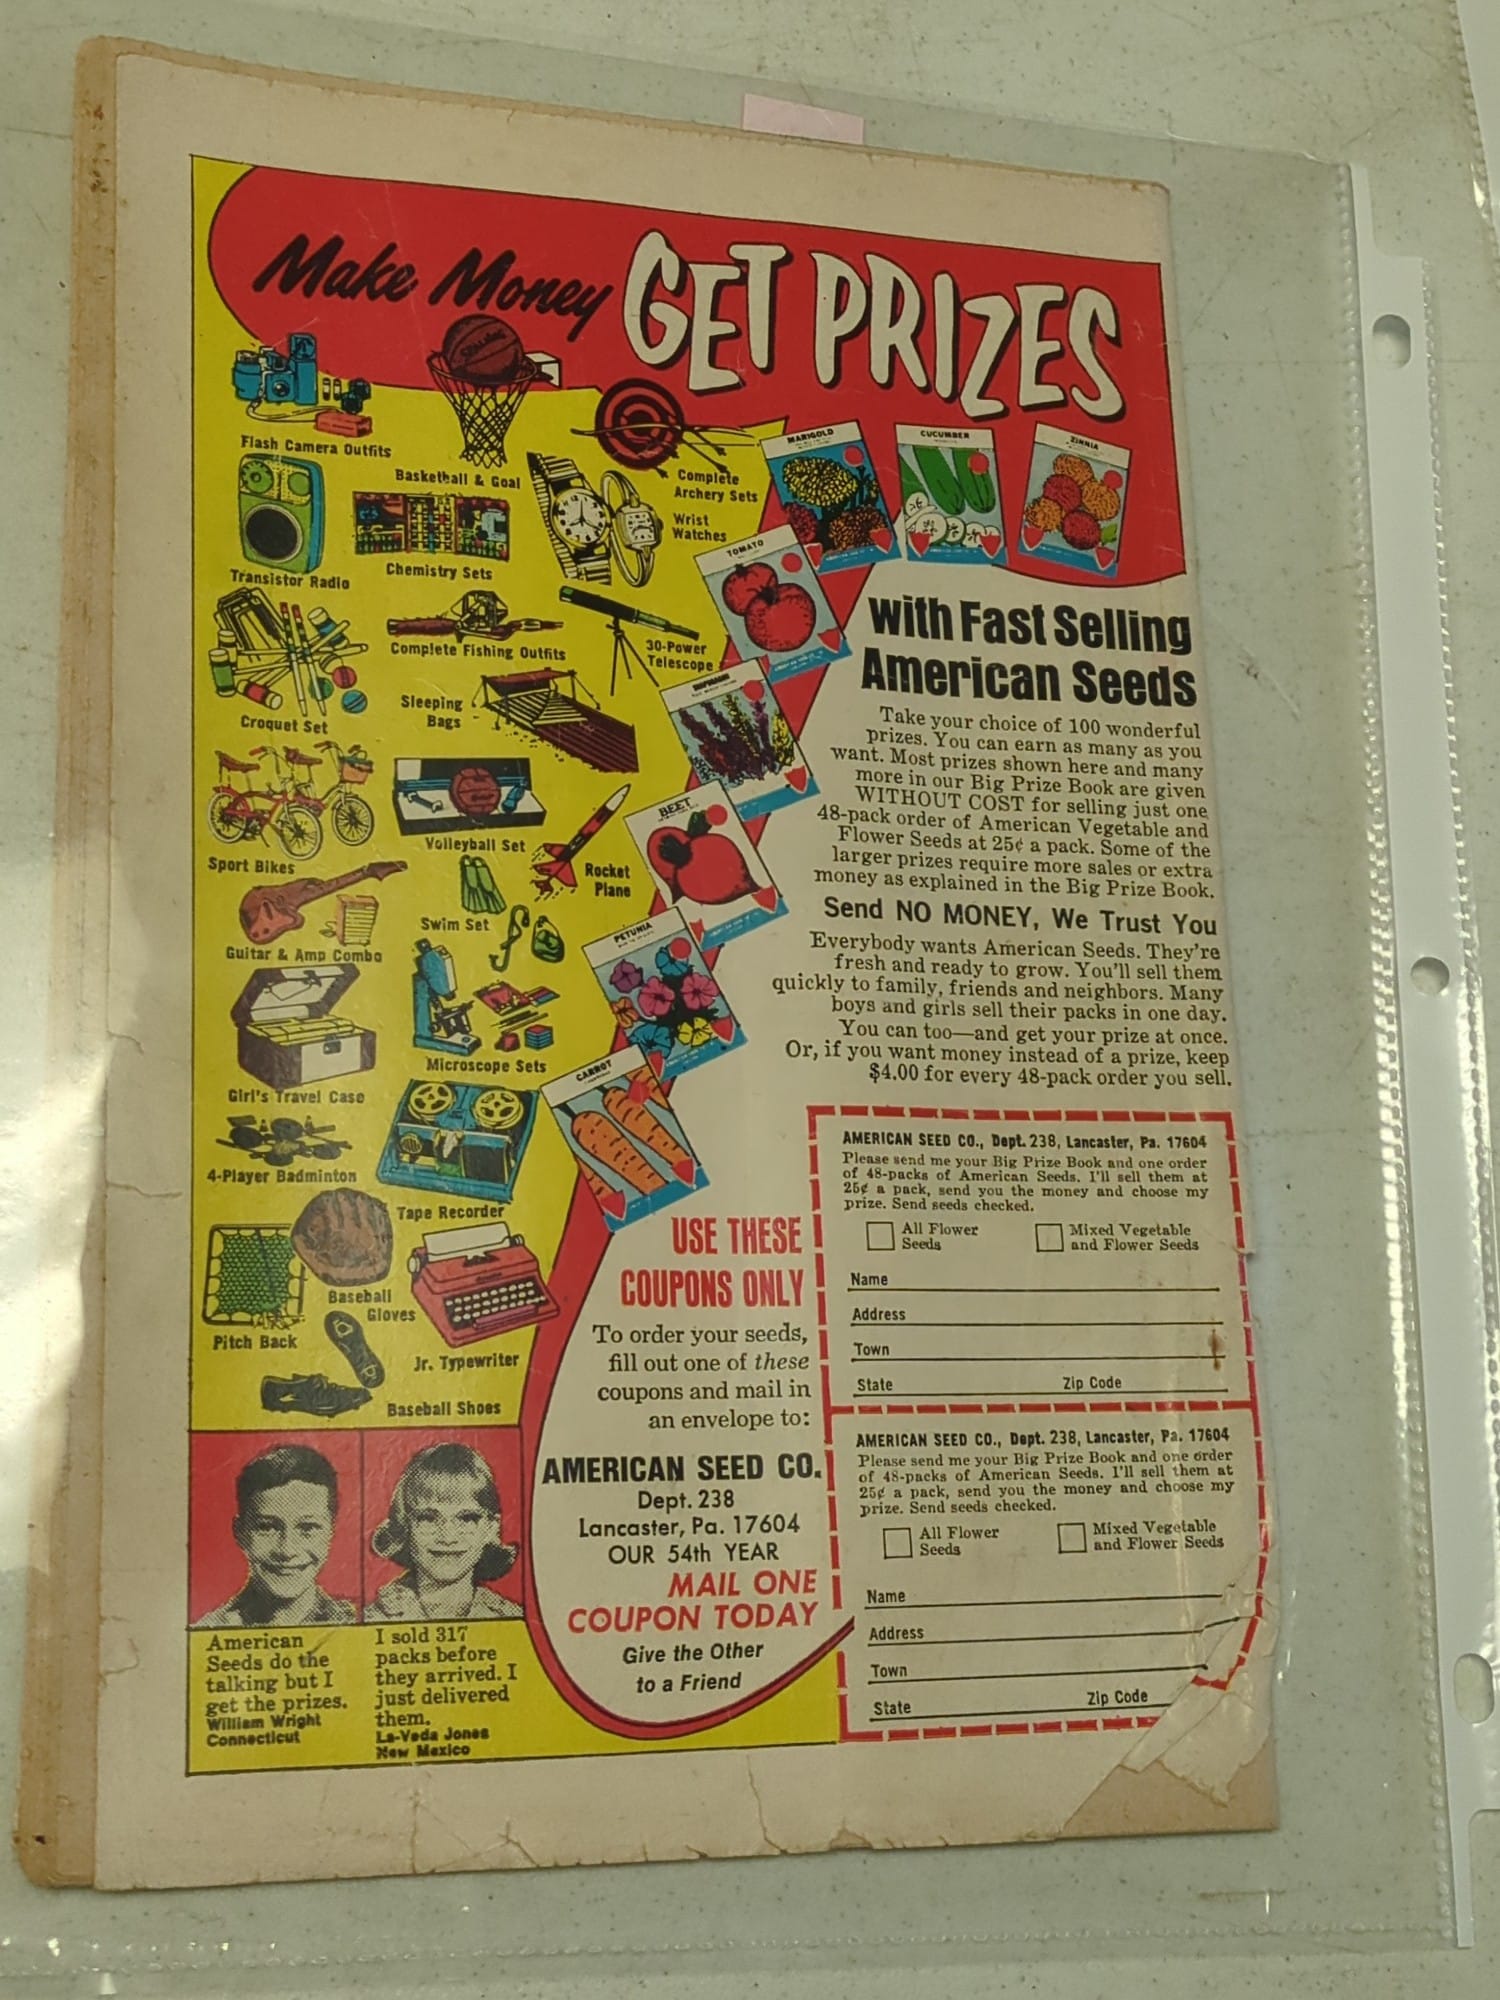 Make Money GET PRIZES
Flash Camera Outfits
Basketball & Goal
Complete
Archery Sets
Wrist
Watches
Transistor Radio
Chemistry Sets
Complete Fishing Outfits
30-Power
Telescope
Croquet Set
Sleeping
Bags
Sport Bikes
Volleyball Set
Rocket
Plane
Guitar & Amp Combo
Swim Set
Girl's Travel Case
Microscope Sets
4-Player Badminton
Tape Recorder
Pitch Back
Baseball
Gloves
Jr. Typewriter
Baseball Shoes
MARIGOLD
CUCUMBER
ZINNIA
TOMATO
BEET
PETUNIA
CARROT
with Fast Selling
American Seeds
Take your choice of 100 wonderful
prizes. You can earn as many as you
want. Most prizes shown here and many
more in our Big Prize Book are given
WITHOUT COST for selling just one
48-pack order of American Vegetable and
Flower Seeds at 25¢ a pack. Some of the
larger prizes require more sales or extra
money as explained in the Big Prize Book.
Send NO MONEY, We Trust You
Everybody wants American Seeds. They're
fresh and ready to grow. You'll sell them
quickly to family, friends and neighbors. Many
boys and girls sell their packs in one day.
You can too—and get your prize at once.
Or, if you want money instead of a prize, keep
$4.00 for every 48-pack order you sell.
USE THESE
COUPONS ONLY
To order your seeds,
fill out one of these
coupons and mail in
an envelope to:
AMERICAN SEED CO.
Dept. 238
Lancaster, Pa. 17604
OUR 54th YEAR
MAIL ONE
COUPON TODAY
Give the Other
to a Friend
AMERICAN SEED CO., Dept. 238, Lancaster, Pa. 17604
Please send me your Big Prize Book and one order
of 48-packs of American Seeds. I'll sell them at
25¢ a pack, send you the money and choose my
prize. Send seeds checked.
All Flower
Seeds
Mixed Vegetable
and Flower Seeds
Name
Address
Town
State Zip Code
AMERICAN SEED CO., Dept. 238, Lancaster, Pa. 17604
Please send me your Big Prize Book and one order
of 48-packs of American Seeds. I'll sell them at
25¢ a pack, send you the money and choose my
prize. Send seeds checked.
All Flower
Seeds
Mixed Vegetable
and Flower Seeds
Name
Address
Town
State Zip Code
American
Seeds do the
talking but I
get the prizes.
William Wright
Connecticut
I sold 317
packs before
they arrived. I
just delivered
them.
La-Veda Jones
New Mexico